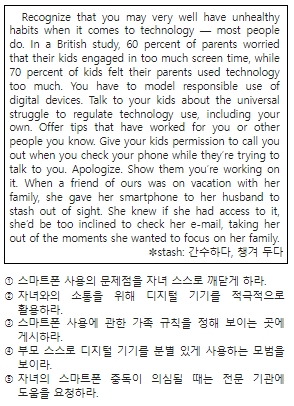 Recognize that you may very well have unhealthy
habits when it comes to technology — most people
do. In a British study, 60 percent of parents worried
that their kids engaged in too much screen time, while
70 percent of kids felt their parents used technology
too much. You have to model responsible use of
digital devices. Talk to your kids about the universal
struggle to regulate technology use, including your
own. Offer tips that have worked for you or other
people you know. Give your kids permission to call you
out when you check your phone while they're trying to
talk to you. Apologize. Show them you're working on
it. When a friend of ours was on vacation with her
family, she gave her smartphone to her husband to
stash out of sight. She knew if she had access to it,
she'd be too inclined to check her e-mail, taking her
out of the moments she wanted to focus on her family.
*stash: 간수하다, 챙겨 두다
① 스마트폰 사용의 문제점을 자녀 스스로 깨닫게 하라.
② 자녀와의 소통을 위해 디지털 기기를 적극적으로
활용하라.
③ 스마트폰 사용에 관한 가족 규칙을 정해 보이는 곳에
게시하라.
④ 부모 스스로 디지털 기기를 분별 있게 사용하는 모범을
보이라.
⑤ 자녀의 스마트폰 중독이 의심될 때는 전문 기관에
도움을 요청하라.